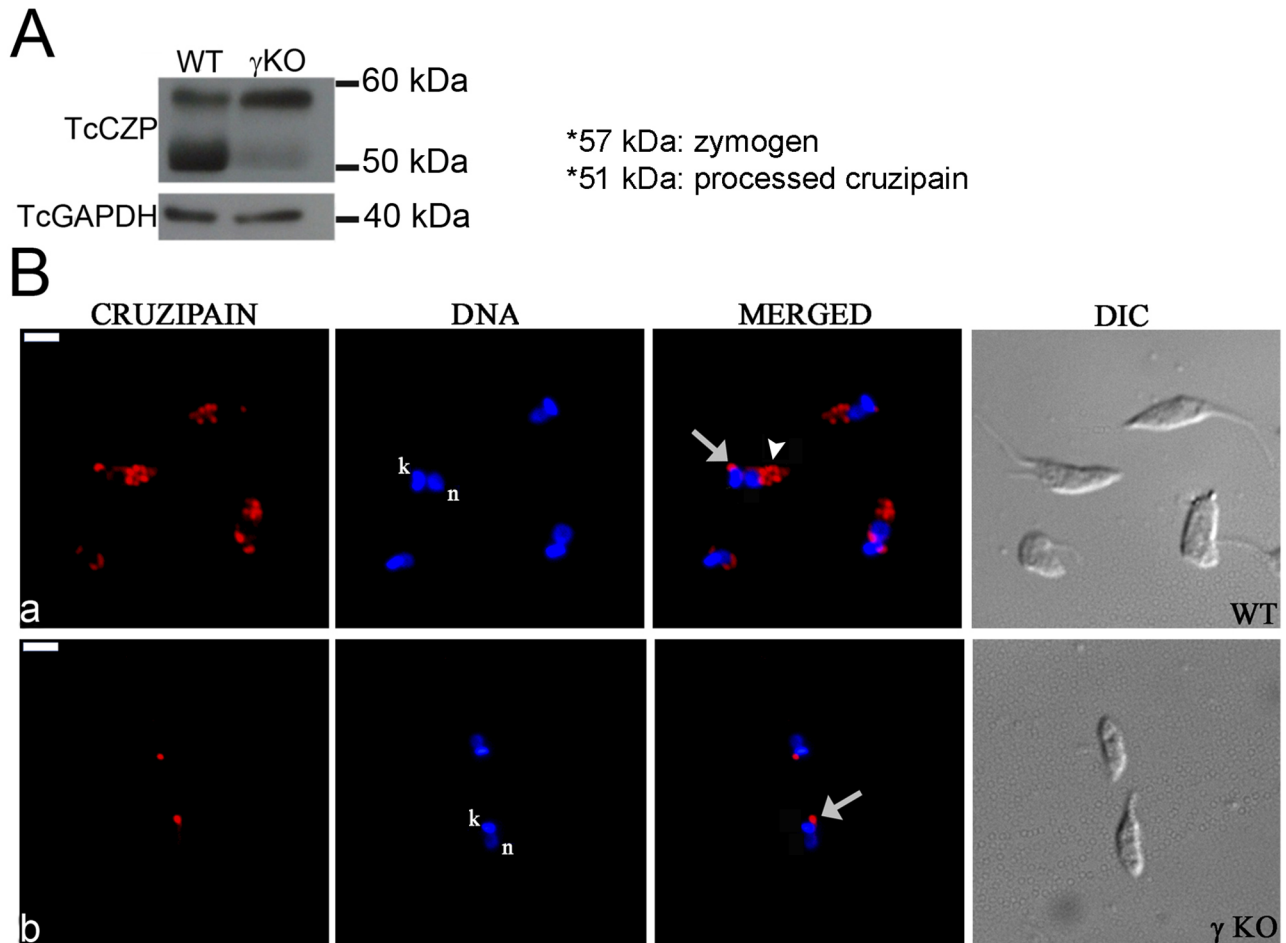 A
WT γKO
60 kDa
TcCZP
50 kDa
TcGAPDH
40 kDa
*57 kDa: zymogen
*51 kDa: processed cruzipain
B
CRUZIPAIN DNA MERGED DIC
k
n
a
WT
k
n
b
γ KO